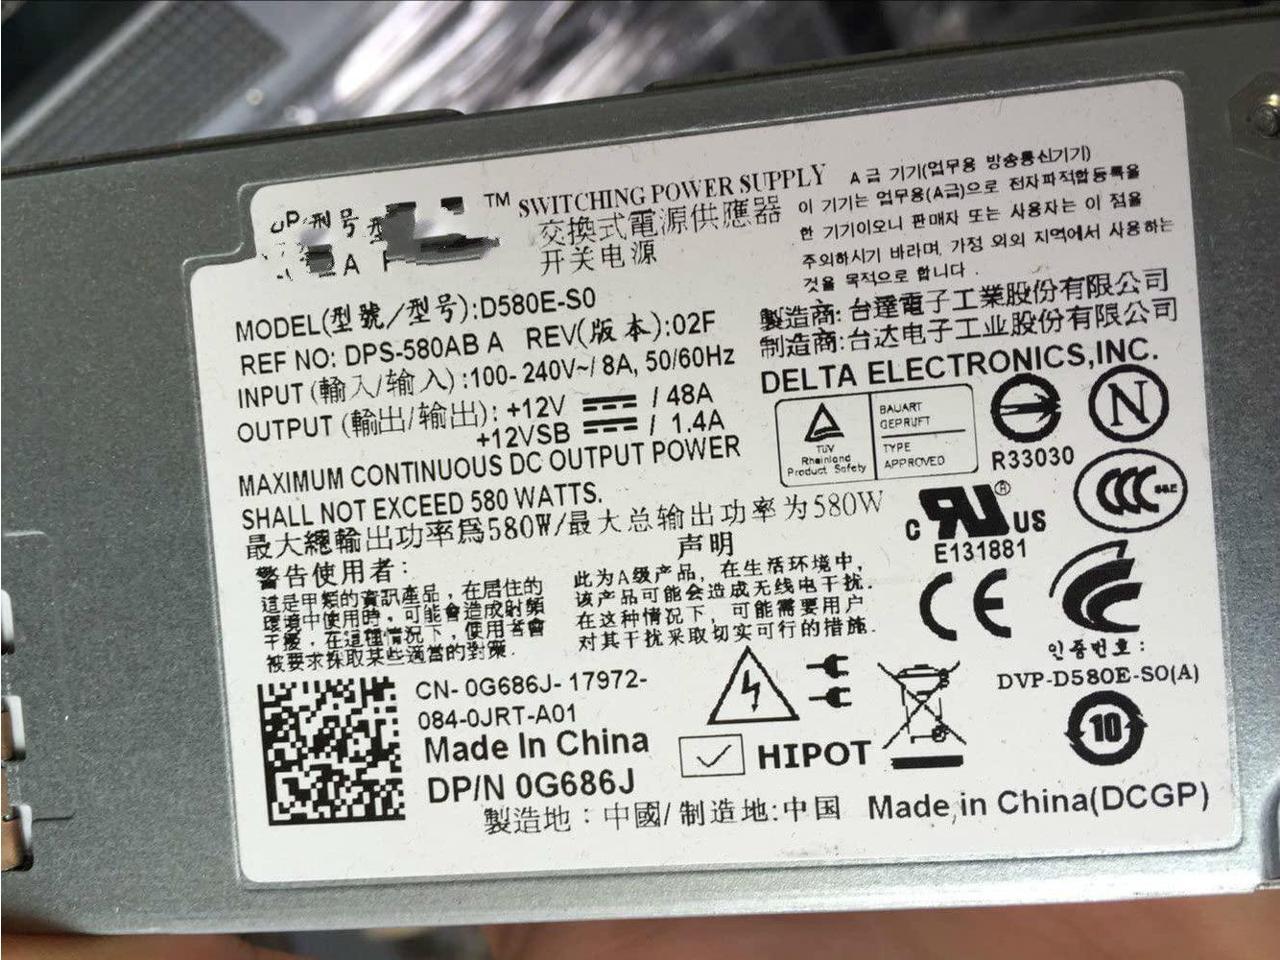 型号
™ SWITCHING POWER SUPPLY
交換式電源供應器
开关电源
A급 기기(업무용 방송통신기기)
이 기기는 업무용(A급)으로 전자파적합등록을
한 기기이오니 판매자 또는 사용자는 이 점을
주의하시기 바라며, 가정 외의 지역에서 사용하는
것을 목적으로 합니다.
MODEL(型號/型号):D580E-S0
REF NO: DPS-580AB A REV(版本):02F
INPUT (輸入/输入) :100-240V~/ 8A, 50/60Hz
OUTPUT (輸出/输出): +12V / 48A
+12VSB / 1.4A
MAXIMUM CONTINUOUS DC OUTPUT POWER
SHALL NOT EXCEED 580 WATTS.
最大總輸出功率爲580W/最大总输出功率为580W
製造商:台達電子工業股份有限公司
制造商:台达电子工业股份有限公司
DELTA ELECTRONICS,INC.
TUV
Rheinland
Product Safety
BAUART
GEPRUFT
TYPE
APPROVED
R33030
N
CCC S&E
c RU ® US
E131881
CE
警告使用者:
這是甲類的資訊產品，在居住的
環境中使用時，可能會造成射頻
干擾，在這種情況下，使用者會
被要求採取某些適當的對策.
声明
此为A级产品，在生活环境中，
该产品可能会造成无线电干扰.
在这种情况下，可能需要用户
对其干扰采取切实可行的措施.
인증번호 :
DVP-D580E-SO(A)
10
CN- 0G686J- 17972-
084-0JRT-A01
Made In China
DP/N 0G686J
HIPOT
製造地：中國/制造地:中国 Made in China(DCGP)